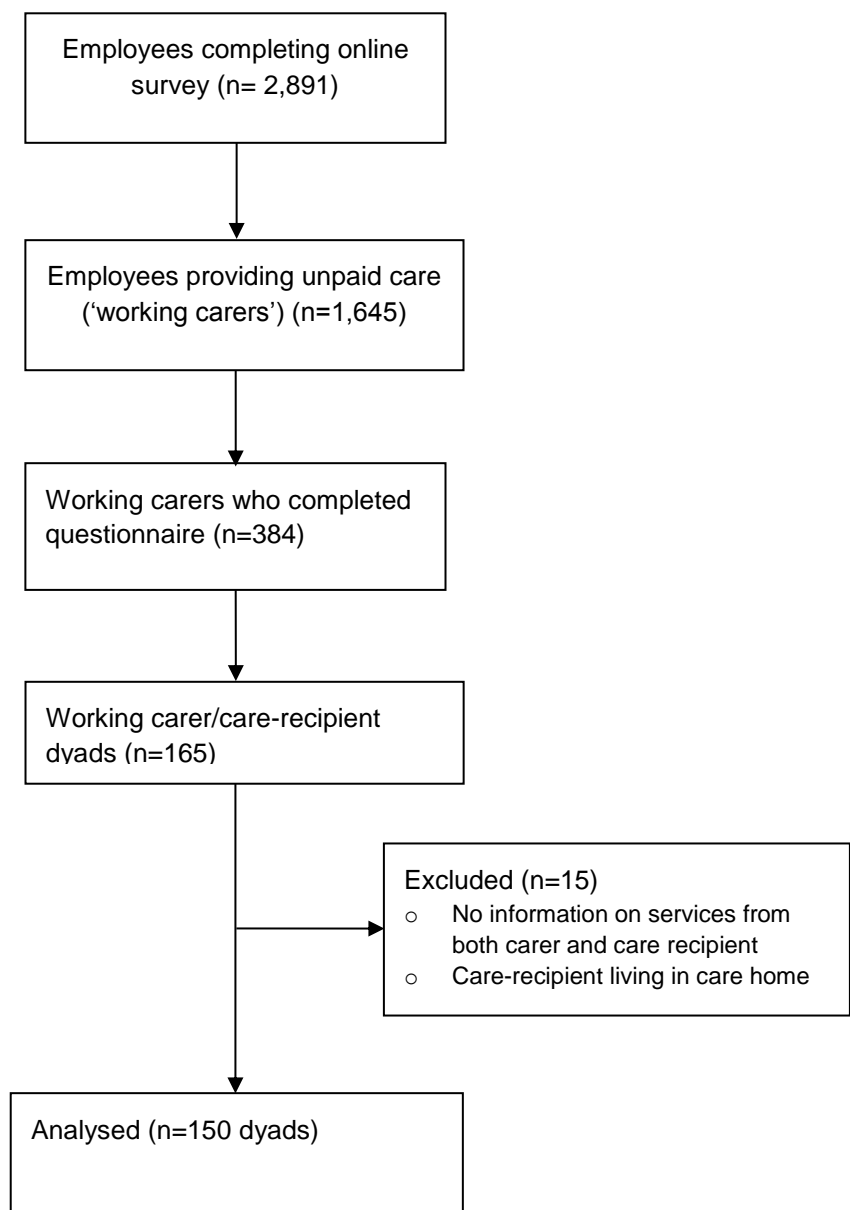 Employees completing online
survey (n= 2,891)
Employees providing unpaid care
(‘working carers’) (n=1,645)
Working carers who completed
questionnaire (n=384)
Working carer/care-recipient
dyads (n=165)
Excluded (n=15)
o No information on services from
both carer and care recipient
o Care-recipient living in care home
Analysed (n=150 dyads)